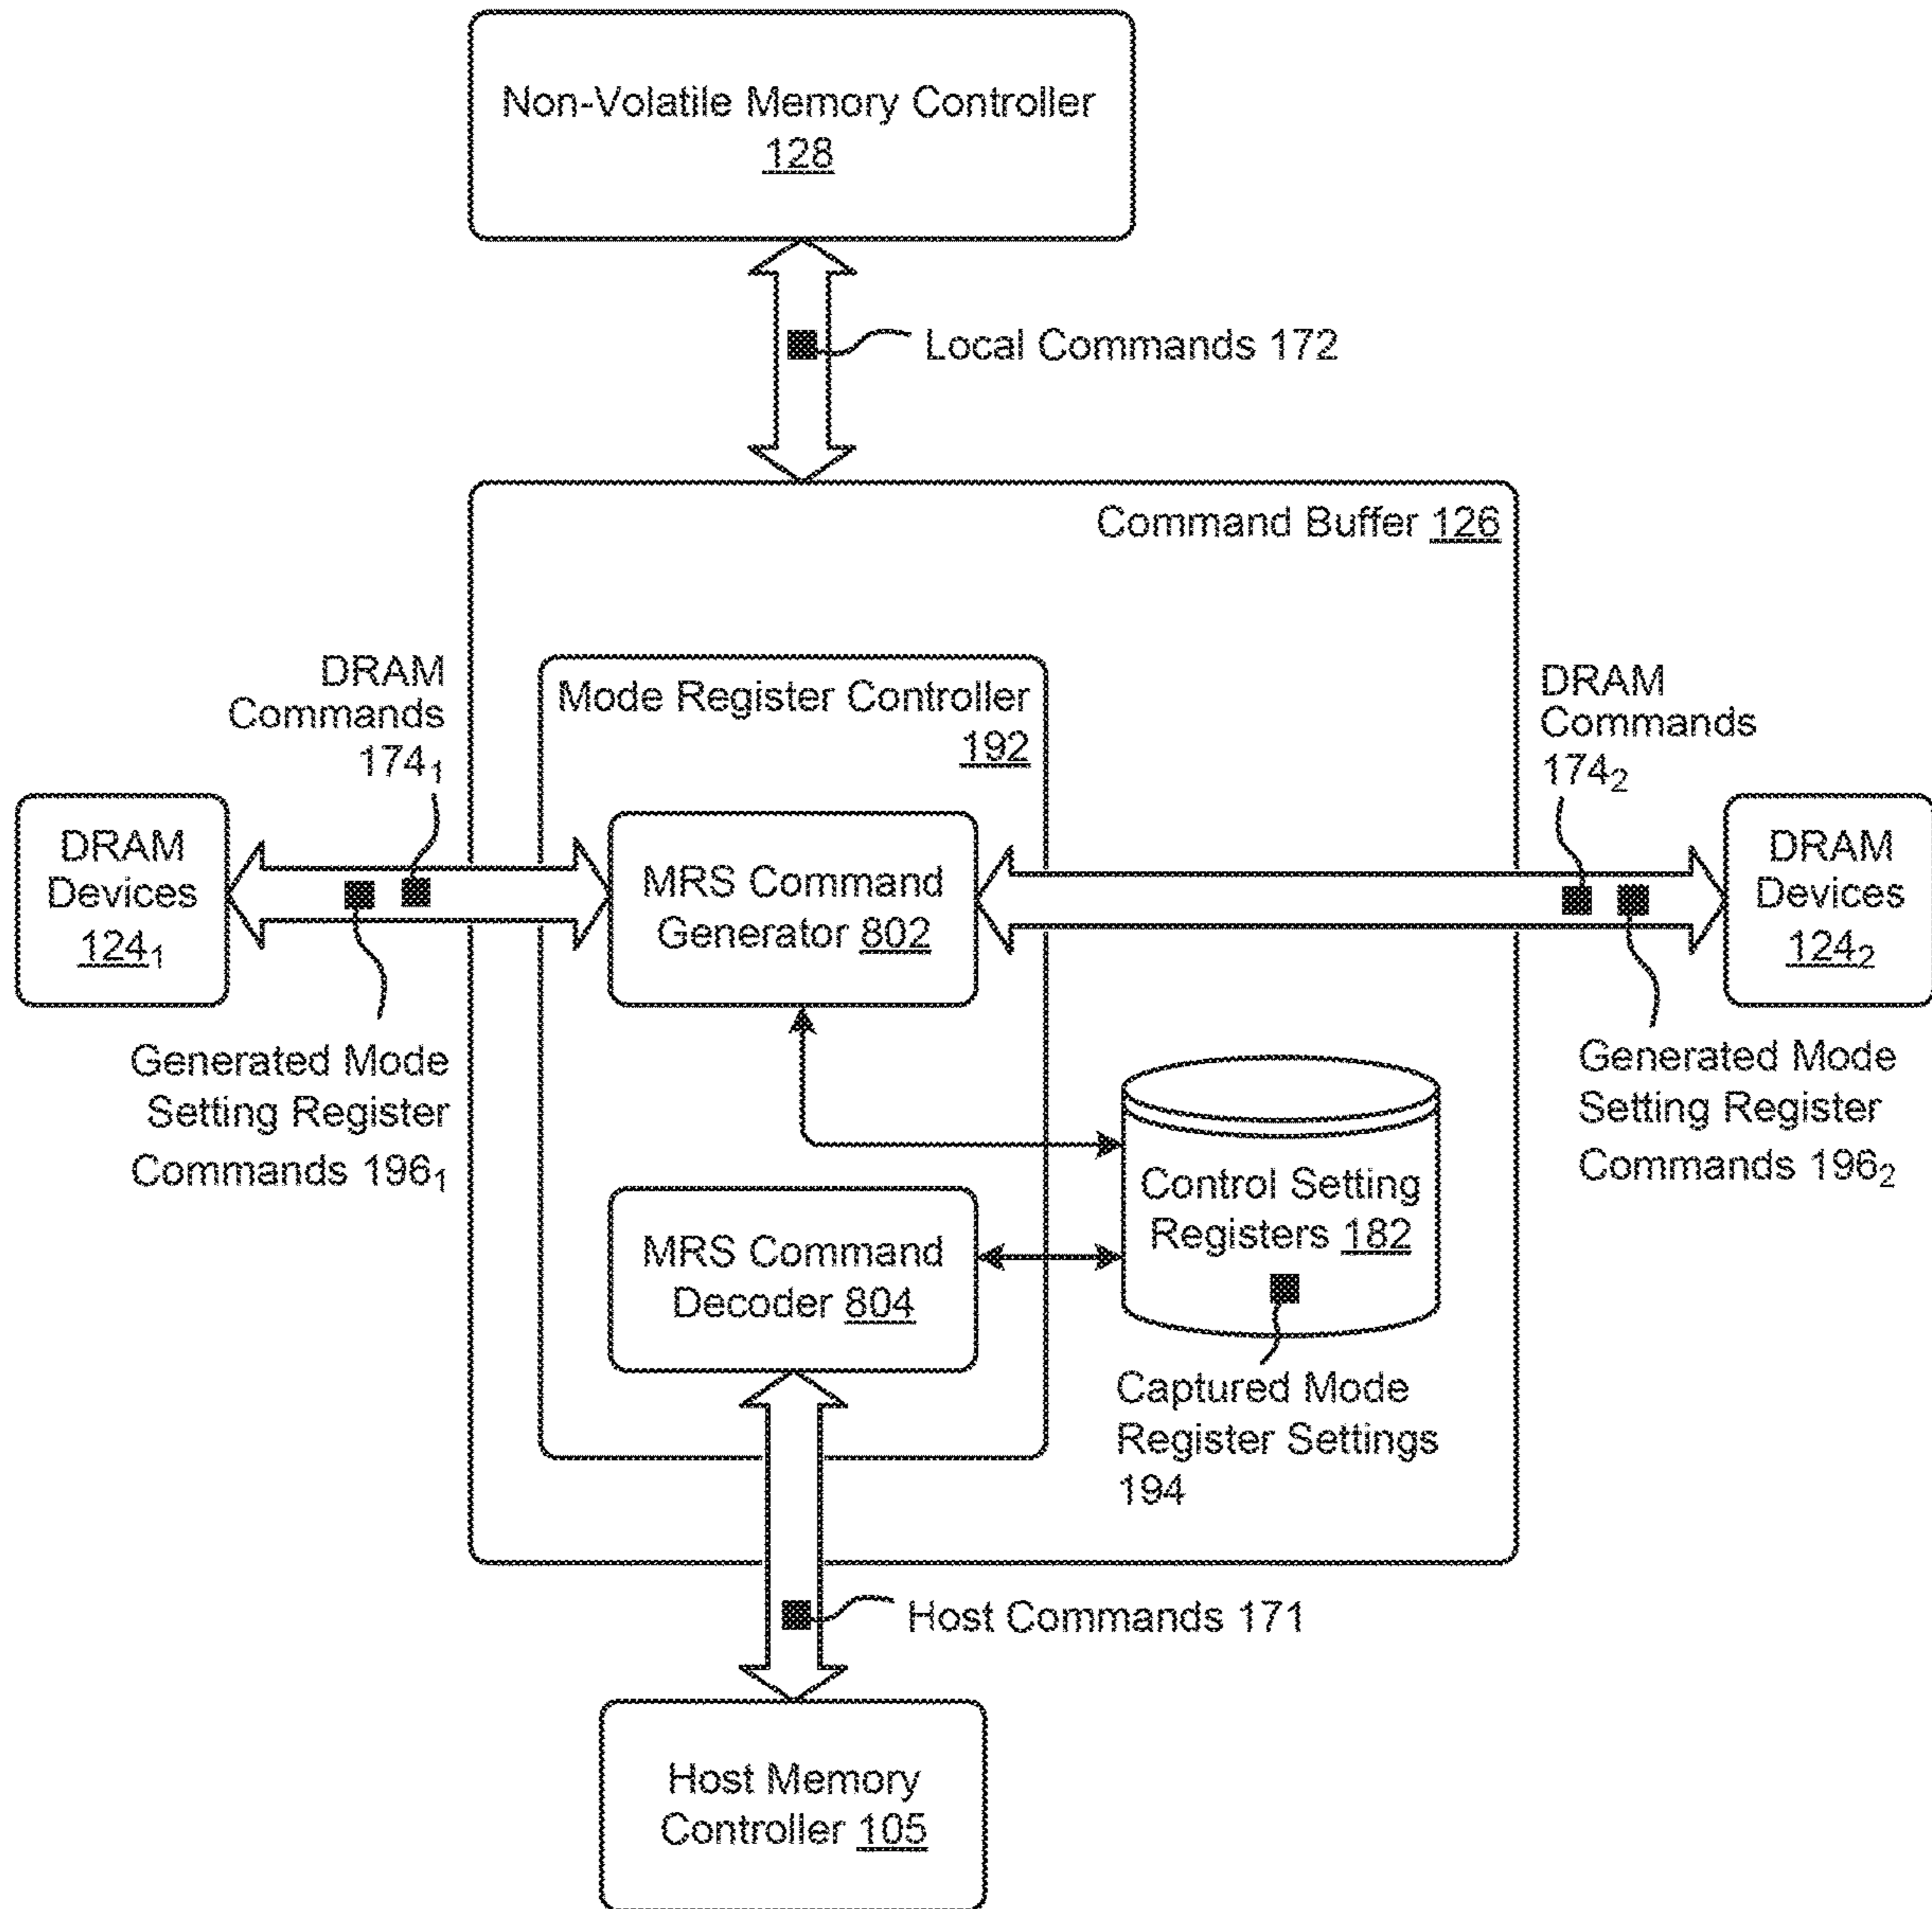 Non-Volatile Memory Controller
128
Local Commands 172
Command Buffer 126
DRAM
Commands
174₁
Mode Register Controller
192
DRAM
Commands
174₂
DRAM
Devices
124₁
MRS Command
Generator 802
DRAM
Devices
124₂
Generated Mode
Setting Register
Commands 196₁
Generated Mode
Setting Register
Commands 196₂
Control Setting
Registers 182
MRS Command
Decoder 804
Captured Mode
Register Settings
194
Host Commands 171
Host Memory
Controller 105